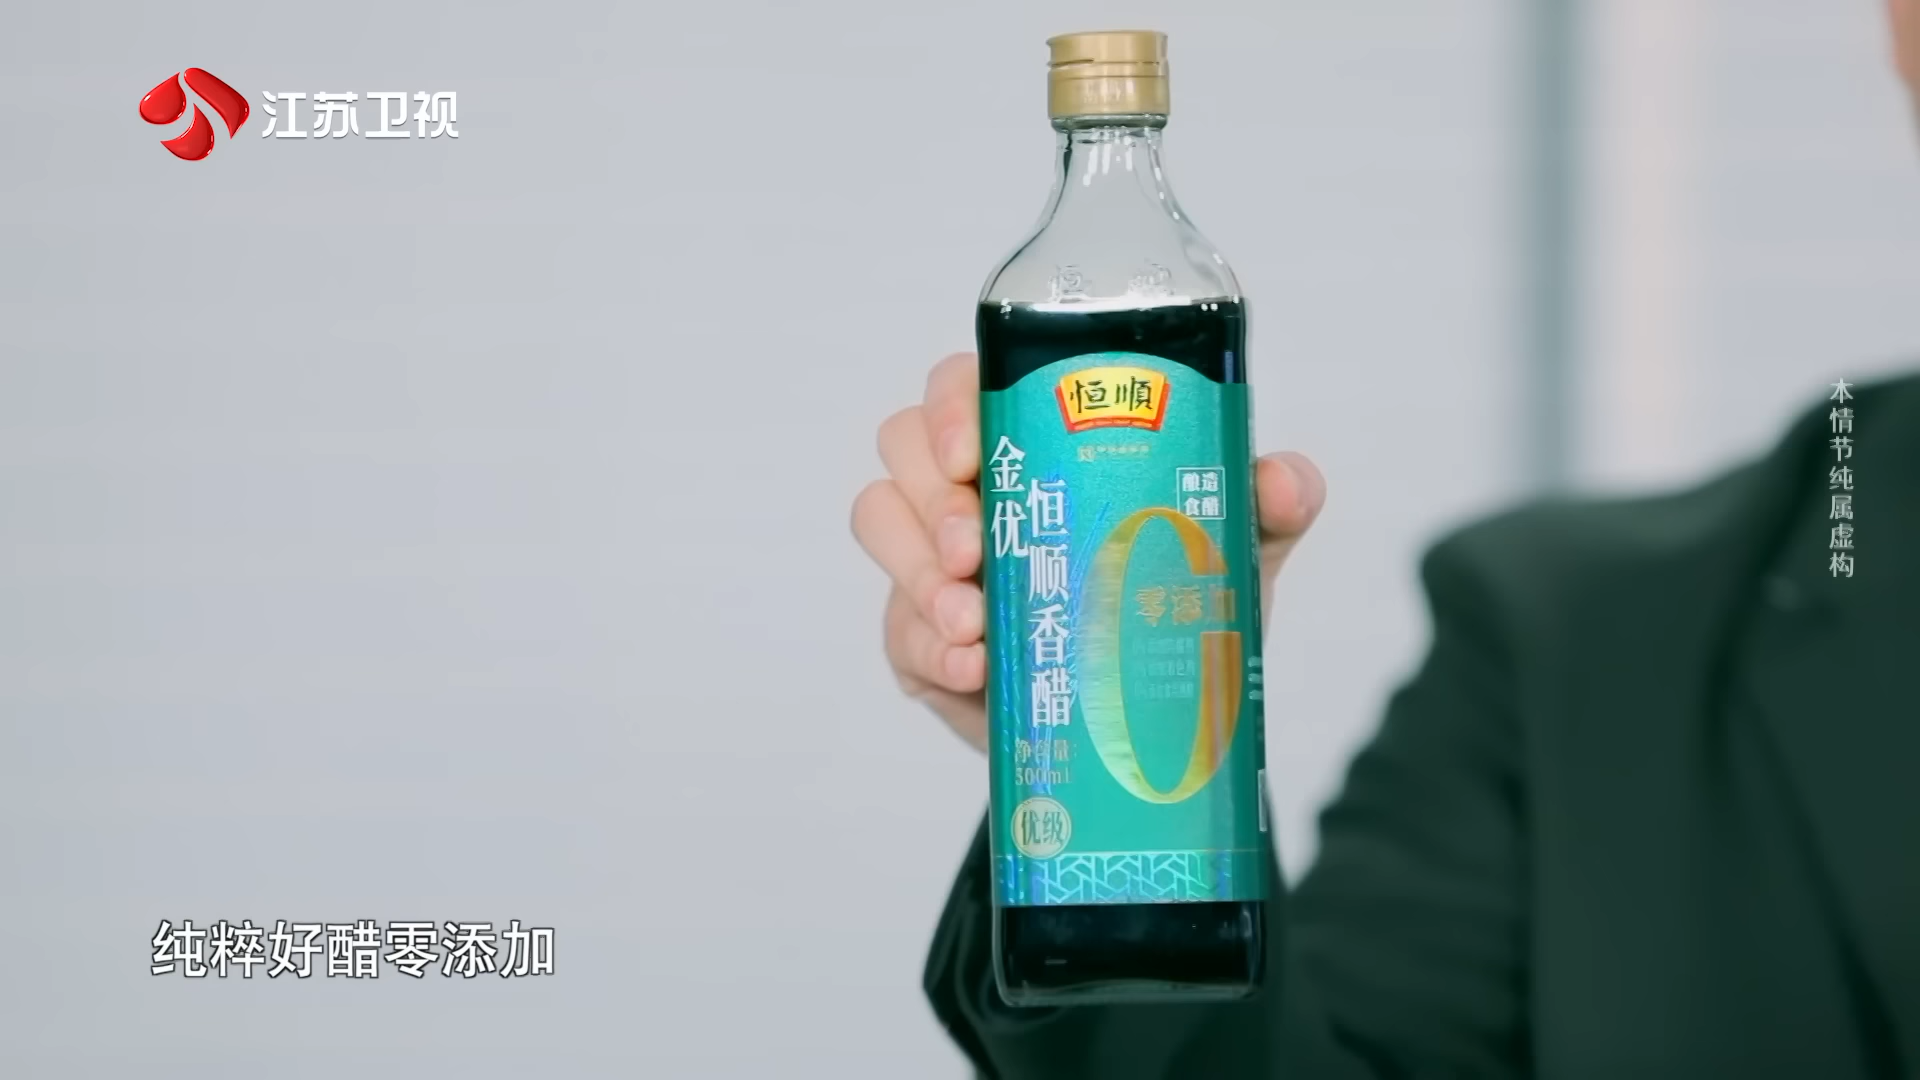 江苏卫视
恒順
金优
恒顺香醋
酿造
食醋
零添加
净含量:
500ml
优级
本情节纯属虚构
纯粹好醋零添加